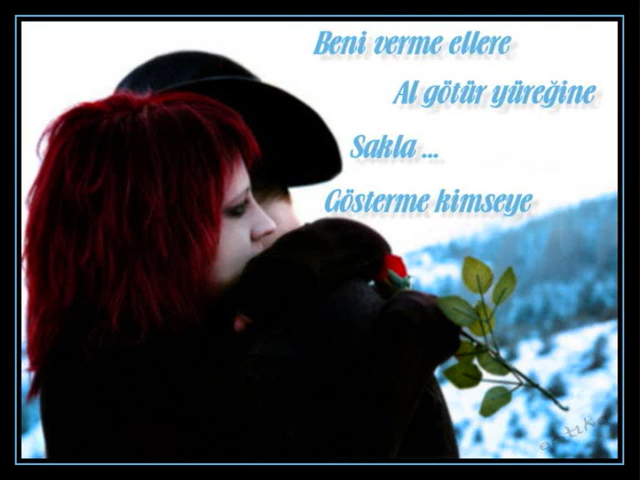 Beni verme ellere
Al götür yüreğine
Sakla ...
Gösterme kimseye